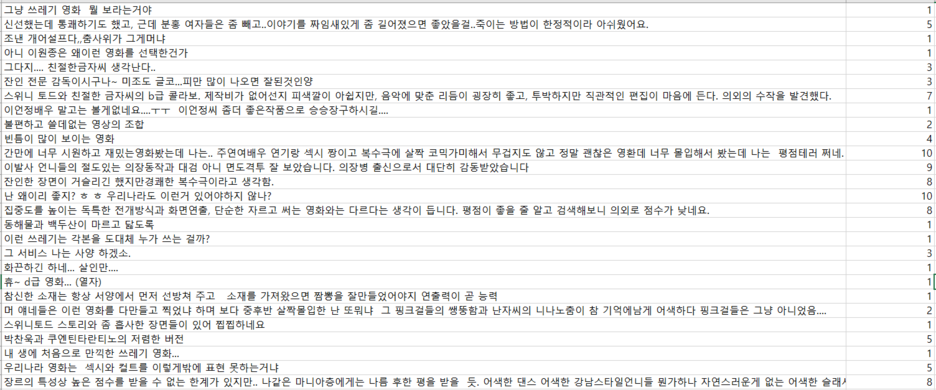 그냥 쓰레기 영화  뭘 보라는거야 1
신선했는데 통쾌하기도 했고, 근데 분홍 여자들은 좀 빼고..이야기를 짜임새있게 좀 길어졌으면 좋았을걸..죽이는 방법이 한정적이라 아쉬웠어요. 5
조낸 개어설프다,,춤사위가 그게머냐 1
아니 이원종은 왜이런 영화를 선택한건가 1
그다지.... 친절한금자씨 생각난다.. 3
잔인 전문 감독이시구나~ 미조도 글코...피만 많이 나오면 잘된것인양 3
스위니 토드와 친절한 금자씨의 b급 콜라보. 제작비가 없어선지 피색깔이 아쉽지만, 음악에 맞춘 리듬이 굉장히 좋고, 투박하지만 직관적인 편집이 마음에 든다. 의외의 수작을 발견했다. 7
이언정배우 말고는 볼게없네요....ㅜㅜ  이언정씨 좀더 좋은작품으로 승승장구하시길.... 1
불편하고 쓸데없는 영상의 조합 2
빈틈이 많이 보이는 영화 4
간만에 너무 시원하고 재밌는영화봤는데 나는.. 주연여배우 연기랑 섹시 짱이고 복수극에 살짝 코믹가미해서 무겁지도 않고 정말 괜찮은 영환데 너무 몰입해서 봤는데 나는  평점테러 쩌네. 10
이발사 언니들의 절도있는 의장동작과 대검 아닌 면도격투 잘 보았습니다. 의장병 출신으로서 대단히 감동받았습니다 9
잔인한 장면이 거슬리긴 했지만경쾌한 복수극이라고 생각함. 8
난 왜이리 좋지? ㅎ ㅎ 우리나라도 이런거 있어야하지 않나? 10
집중도를 높이는 독특한 전개방식과 화면연출, 단순한 자르고 써는 영화와는 다르다는 생각이 듭니다. 평점이 좋을 줄 알고 검색해보니 의외로 점수가 낮네요. 8
동해물과 백두산이 마르고 닳도록 1
이런 쓰레기는 각본을 도대체 누가 쓰는 걸까? 1
그 서비스 나는 사양 하겠소. 3
화끈하긴 하네... 살인만.... 1
휴~ d급 영화... (열자) 1
참신한 소재는 항상 서양에서 먼저 선방쳐 주고   소재를 가져왔으면 짬뽕을 잘만들었어야지 연출력이 곧 능력 1
머 얘네들은 이런 영화를 다만들고 찍었냐 하며 보다 중후반 살짝몰입한 난 또뭐냐  그 핑크걸들의 쌩뚱함과 난자씨의 니나노춤이 참 기억에남게 어색하다 핑크걸들은 그냥 아니었음.... 2
스위니토드 스토리와 좀 흡사한 장면들이 있어 찝찝하네요 1
박찬욱과 쿠엔틴타란티노의 저렴한 버전 5
내 생에 처음으로 만끽한 쓰레기 영화... 1
우리나라 영화는  섹시와 컬트를 이렇게밖에 표현 못하는거냐 1
장르의 특성상 높은 점수를 받을 수 없는 한계가 있지만.. 나같은 마니아층에게는 나름 후한 평을 받을  듯. 어색한 댄스 어색한 강남스타일언니들 뭔가하나 자연스러운게 없는 어색한 슬래시 8